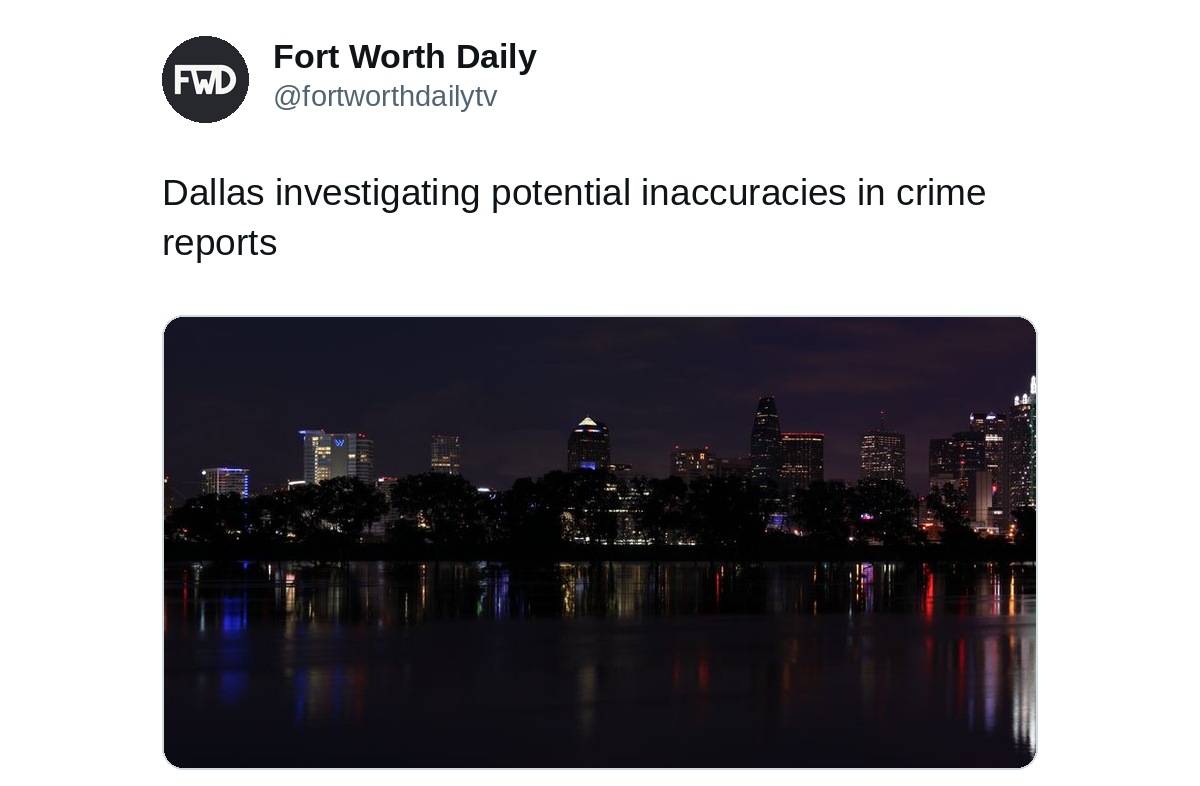 FWD
Fort Worth Daily
@fortworthdailytv
Dallas investigating potential inaccuracies in crime
reports